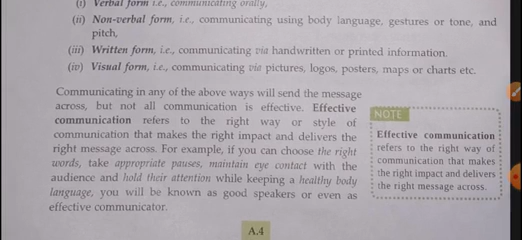 (i) Verbal form i.e., communicating orally,
(ii) Non-verbal form, i.e., communicating using body language, gestures or tone, and
pitch,
(iii) Written form, i.e., communicating via handwritten or printed information.
(iv) Visual form, i.e., communicating via pictures, logos, posters, maps or charts etc.
Communicating in any of the above ways will send the message
across, but not all communication is effective. Effective
communication refers to the right way or style of
communication that makes the right impact and delivers the
right message across. For example, if you can choose the right
words, take appropriate pauses, maintain eye contact with the
audience and hold their attention while keeping a healthy body
language, you will be known as good speakers or even as
effective communicator.
NOTE
Effective communication
refers to the right way of
communication that makes
the right impact and delivers
the right message across.
A.4